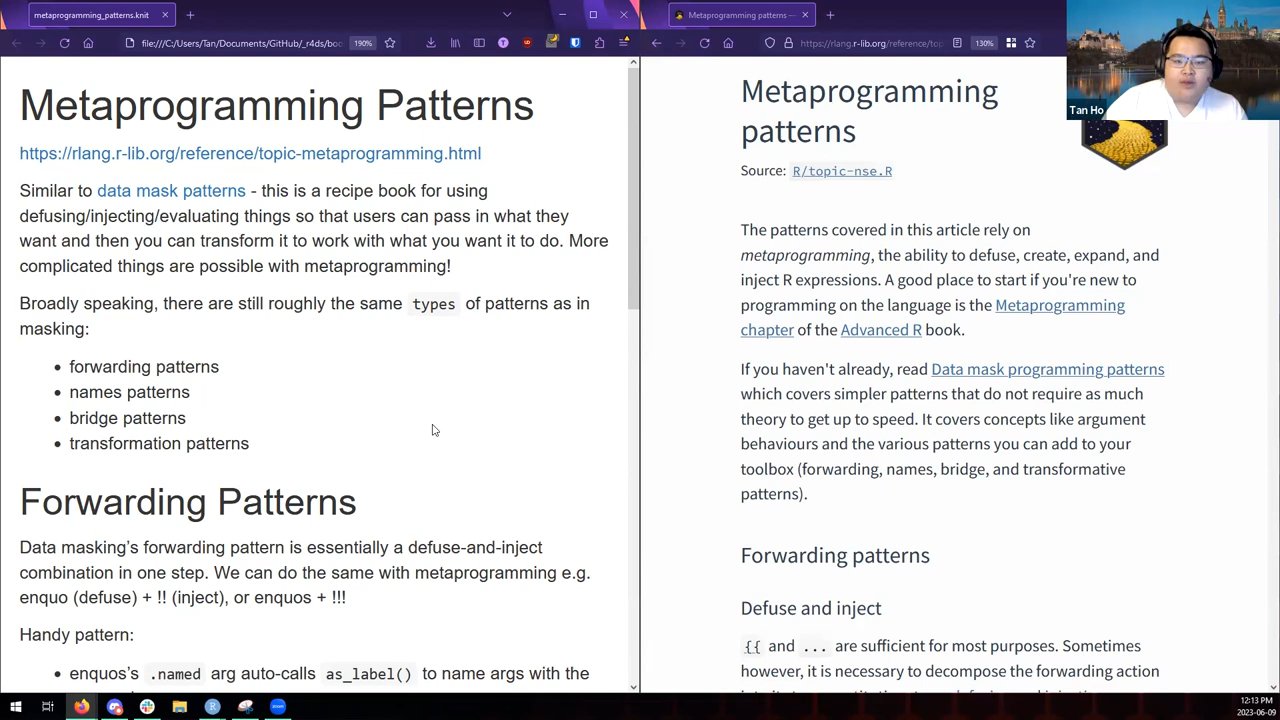 metaprogramming_patterns.knit
Metaprogramming patterns —
file:///C:/Users/Tan/Documents/GitHub/_r4ds/boo
190%
https://rlang.r-lib.org/reference/top
130%
Tan Ho
Metaprogramming Patterns
https://rlang.r-lib.org/reference/topic-metaprogramming.html
Similar to data mask patterns - this is a recipe book for using
defusing/injecting/evaluating things so that users can pass in what they
want and then you can transform it to work with what you want it to do. More
complicated things are possible with metaprogramming!
Broadly speaking, there are still roughly the same types of patterns as in
masking:
• forwarding patterns
• names patterns
• bridge patterns
• transformation patterns
Forwarding Patterns
Data masking's forwarding pattern is essentially a defuse-and-inject
combination in one step. We can do the same with metaprogramming e.g.
enquo (defuse) + !! (inject), or enquos + !!!
Handy pattern:
• enquos's .named arg auto-calls as_label() to name args with the
Metaprogramming
patterns
Source: R/topic-nse.R
The patterns covered in this article rely on
metaprogramming, the ability to defuse, create, expand, and
inject R expressions. A good place to start if you're new to
programming on the language is the Metaprogramming
chapter of the Advanced R book.
If you haven't already, read Data mask programming patterns
which covers simpler patterns that do not require as much
theory to get up to speed. It covers concepts like argument
behaviours and the various patterns you can add to your
toolbox (forwarding, names, bridge, and transformative
patterns).
Forwarding patterns
Defuse and inject
{{ and ... are sufficient for most purposes. Sometimes
however, it is necessary to decompose the forwarding action
12:13 PM
2023-06-09